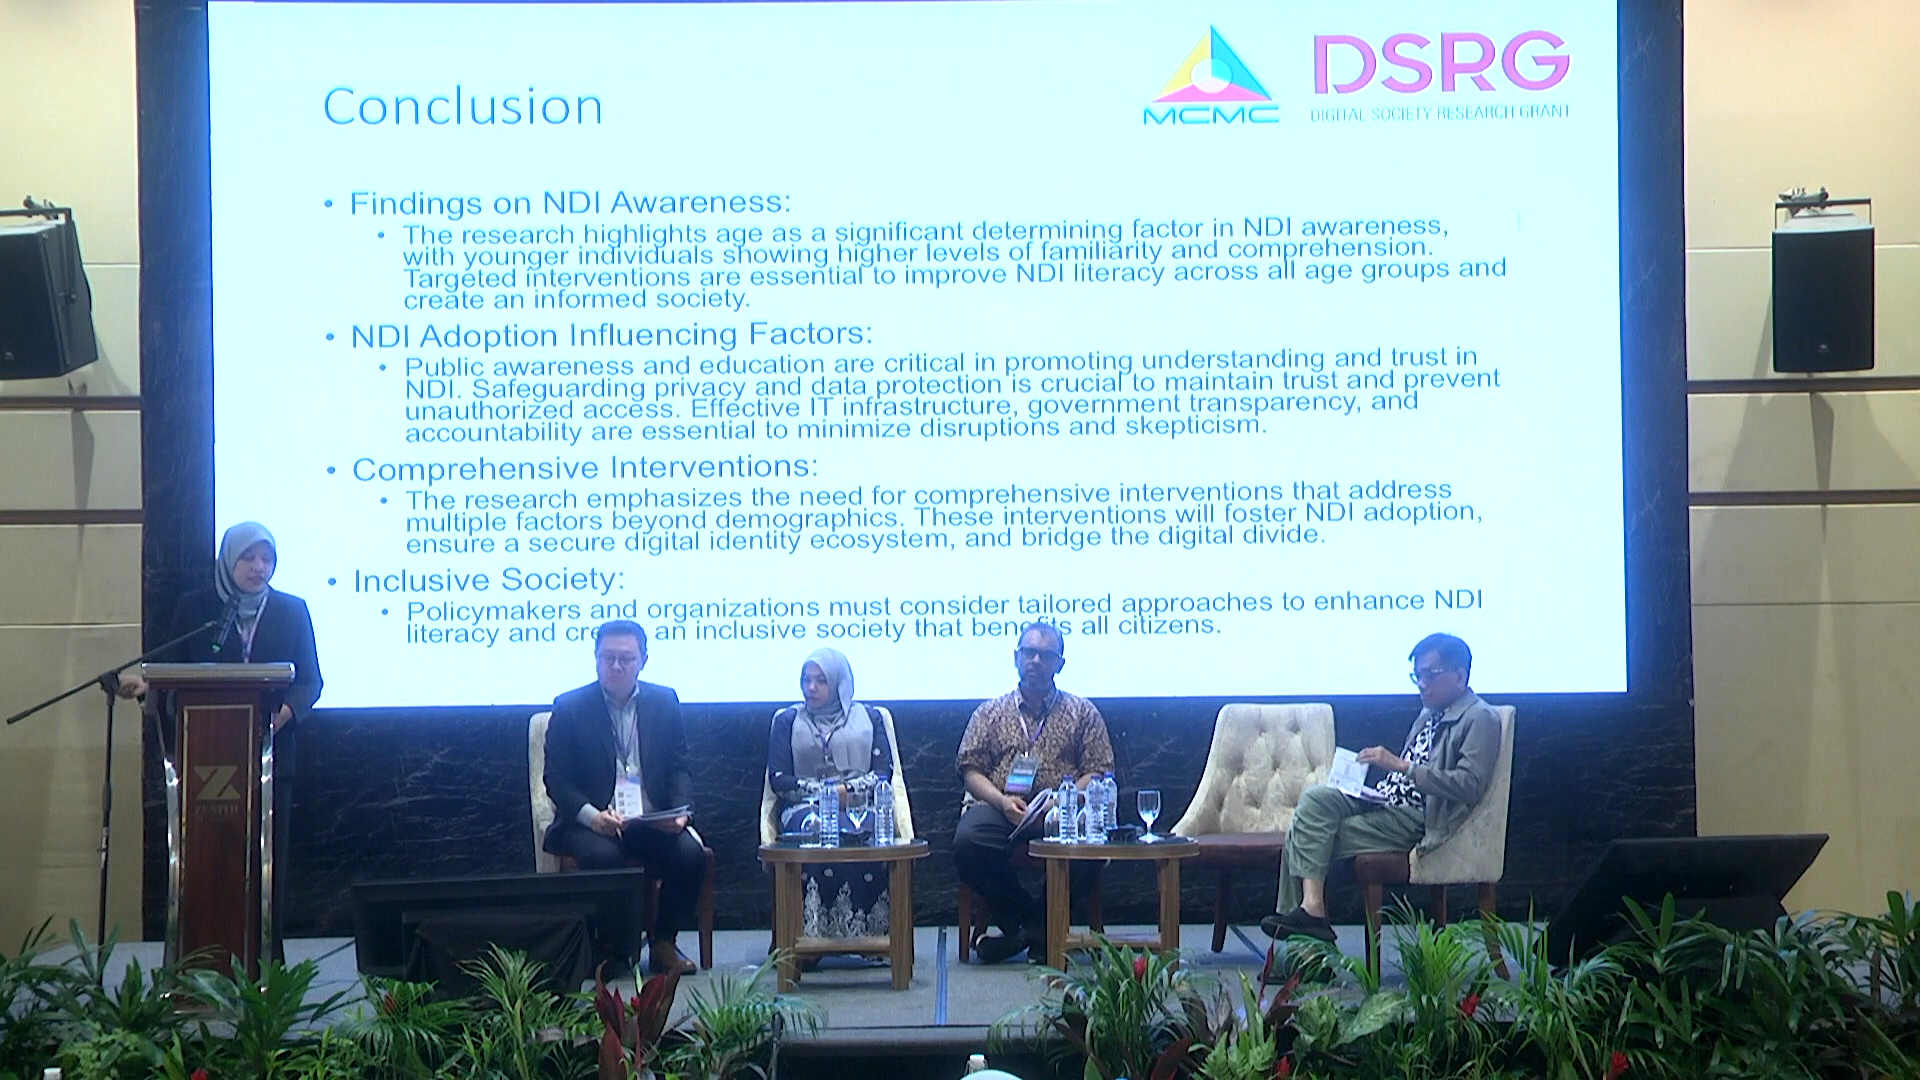 Conclusion
MCMC
DSRG
DIGITAL SOCIETY RESEARCH GRANT
• Findings on NDI Awareness:
• The research highlights age as a significant determining factor in NDI awareness,
with younger individuals showing higher levels of familiarity and comprehension.
Targeted interventions are essential to improve NDI literacy across all age groups and
create an informed society.
• NDI Adoption Influencing Factors:
• Public awareness and education are critical in promoting understanding and trust in
NDI. Safeguarding privacy and data protection is crucial to maintain trust and prevent
unauthorized access. Effective IT infrastructure, government transparency, and
accountability are essential to minimize disruptions and skepticism.
• Comprehensive Interventions:
• The research emphasizes the need for comprehensive interventions that address
multiple factors beyond demographics. These interventions will foster NDI adoption,
ensure a secure digital identity ecosystem, and bridge the digital divide.
• Inclusive Society:
• Policymakers and organizations must consider tailored approaches to enhance NDI
literacy and create an inclusive society that benefits all citizens.
Z
ZENITH